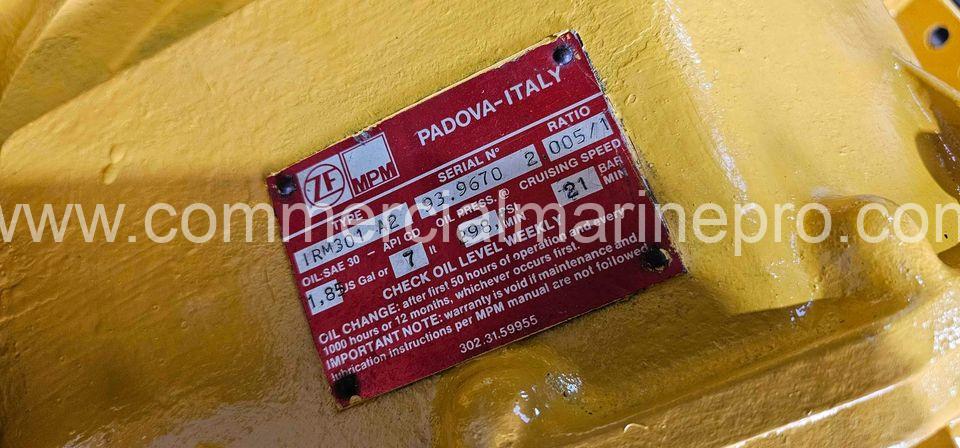 PADOVA-ITALY
ZF MPM
TYPE SERIAL N° RATIO
IRM301 A2 93.9670 2 005/1
OIL-SAE 30 - API CD OIL PRESS. @ CRUISING SPEED
1,85 US Gal or 7 lt PSI MIN 21 BAR MIN
CHECK OIL LEVEL WEEKLY
OIL CHANGE: after first 50 hours of operation and every
1000 hours or 12 months, whichever occurs first.
IMPORTANT NOTE: warranty is void if maintenance and
lubrication instructions per MPM manual are not followed
302.31.59955
www.commercialmarinepro.com